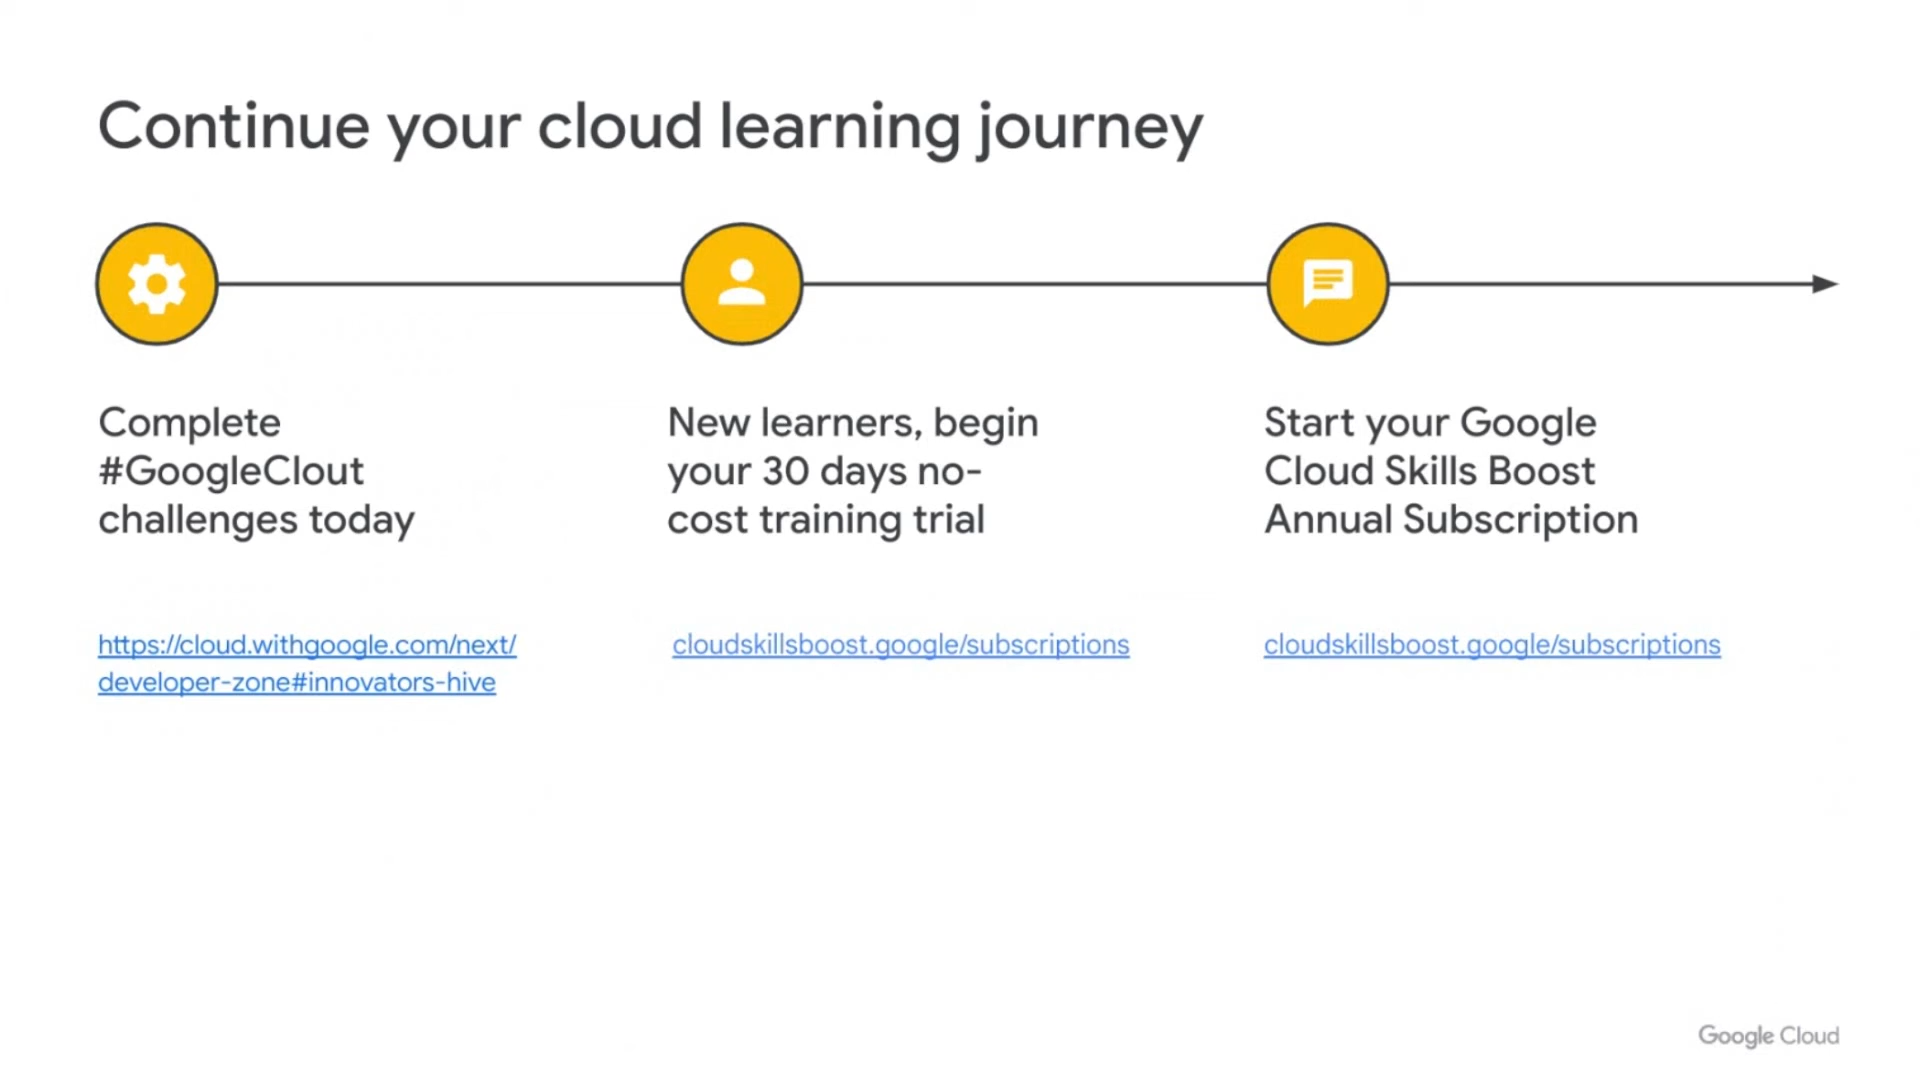 Continue your cloud learning journey
Complete
#GoogleClout
challenges today
https://cloud.withgoogle.com/next/
developer-zone#innovators-hive
New learners, begin
your 30 days no-
cost training trial
cloudskillsboost.google/subscriptions
Start your Google
Cloud Skills Boost
Annual Subscription
cloudskillsboost.google/subscriptions
Google Cloud